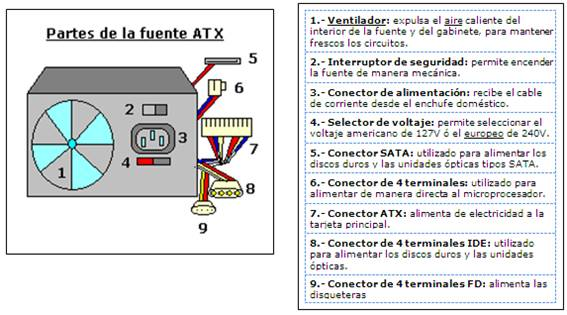 Partes de la fuente ATX
5
6
2
3
4
7
1
8
9
1.- Ventilador: expulsa el aire caliente del
interior de la fuente y del gabinete, para mantener
frescos los circuitos.
2.- Interruptor de seguridad: permite encender
la fuente de manera mecánica.
3.- Conector de alimentación: recibe el cable
de corriente desde el enchufe doméstico.
4.- Selector de voltaje: permite seleccionar el
voltaje americano de 127V ó el europeo de 240V.
5.- Conector SATA: utilizado para alimentar los
discos duros y las unidades ópticas tipos SATA.
6.- Conector de 4 terminales: utilizado para
alimentar de manera directa al microprocesador.
7.- Conector ATX: alimenta de electricidad a la
tarjeta principal.
8.- Conector de 4 terminales IDE: utilizado
para alimentar los discos duros y las unidades
ópticas.
9.- Conector de 4 terminales FD: alimenta las
disqueteras